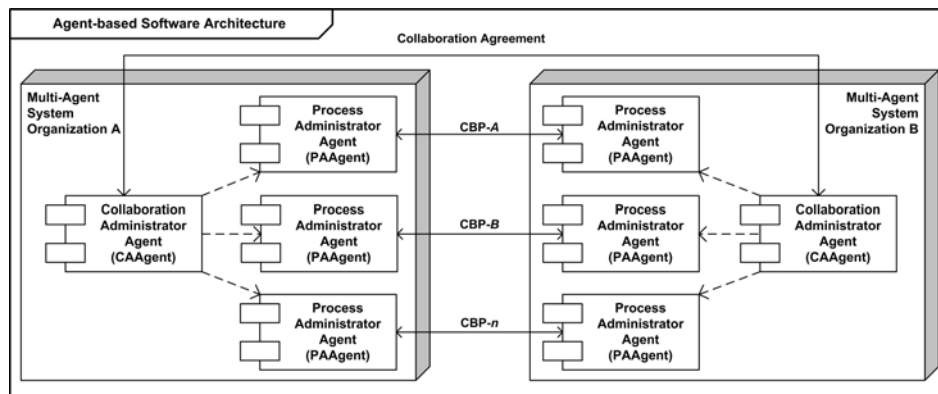 Agent-based Software Architecture
Collaboration Agreement
Multi-Agent
System
Organization A
Process
Administrator
Agent
(PAAgent)
CBP-A
Process
Administrator
Agent
(PAAgent)
Multi-Agent
System
Organization B
Collaboration
Administrator
Agent
(CAAgent)
Process
Administrator
Agent
(PAAgent)
CBP-B
Process
Administrator
Agent
(PAAgent)
Collaboration
Administrator
Agent
(CAAgent)
Process
Administrator
Agent
(PAAgent)
CBP-n
Process
Administrator
Agent
(PAAgent)